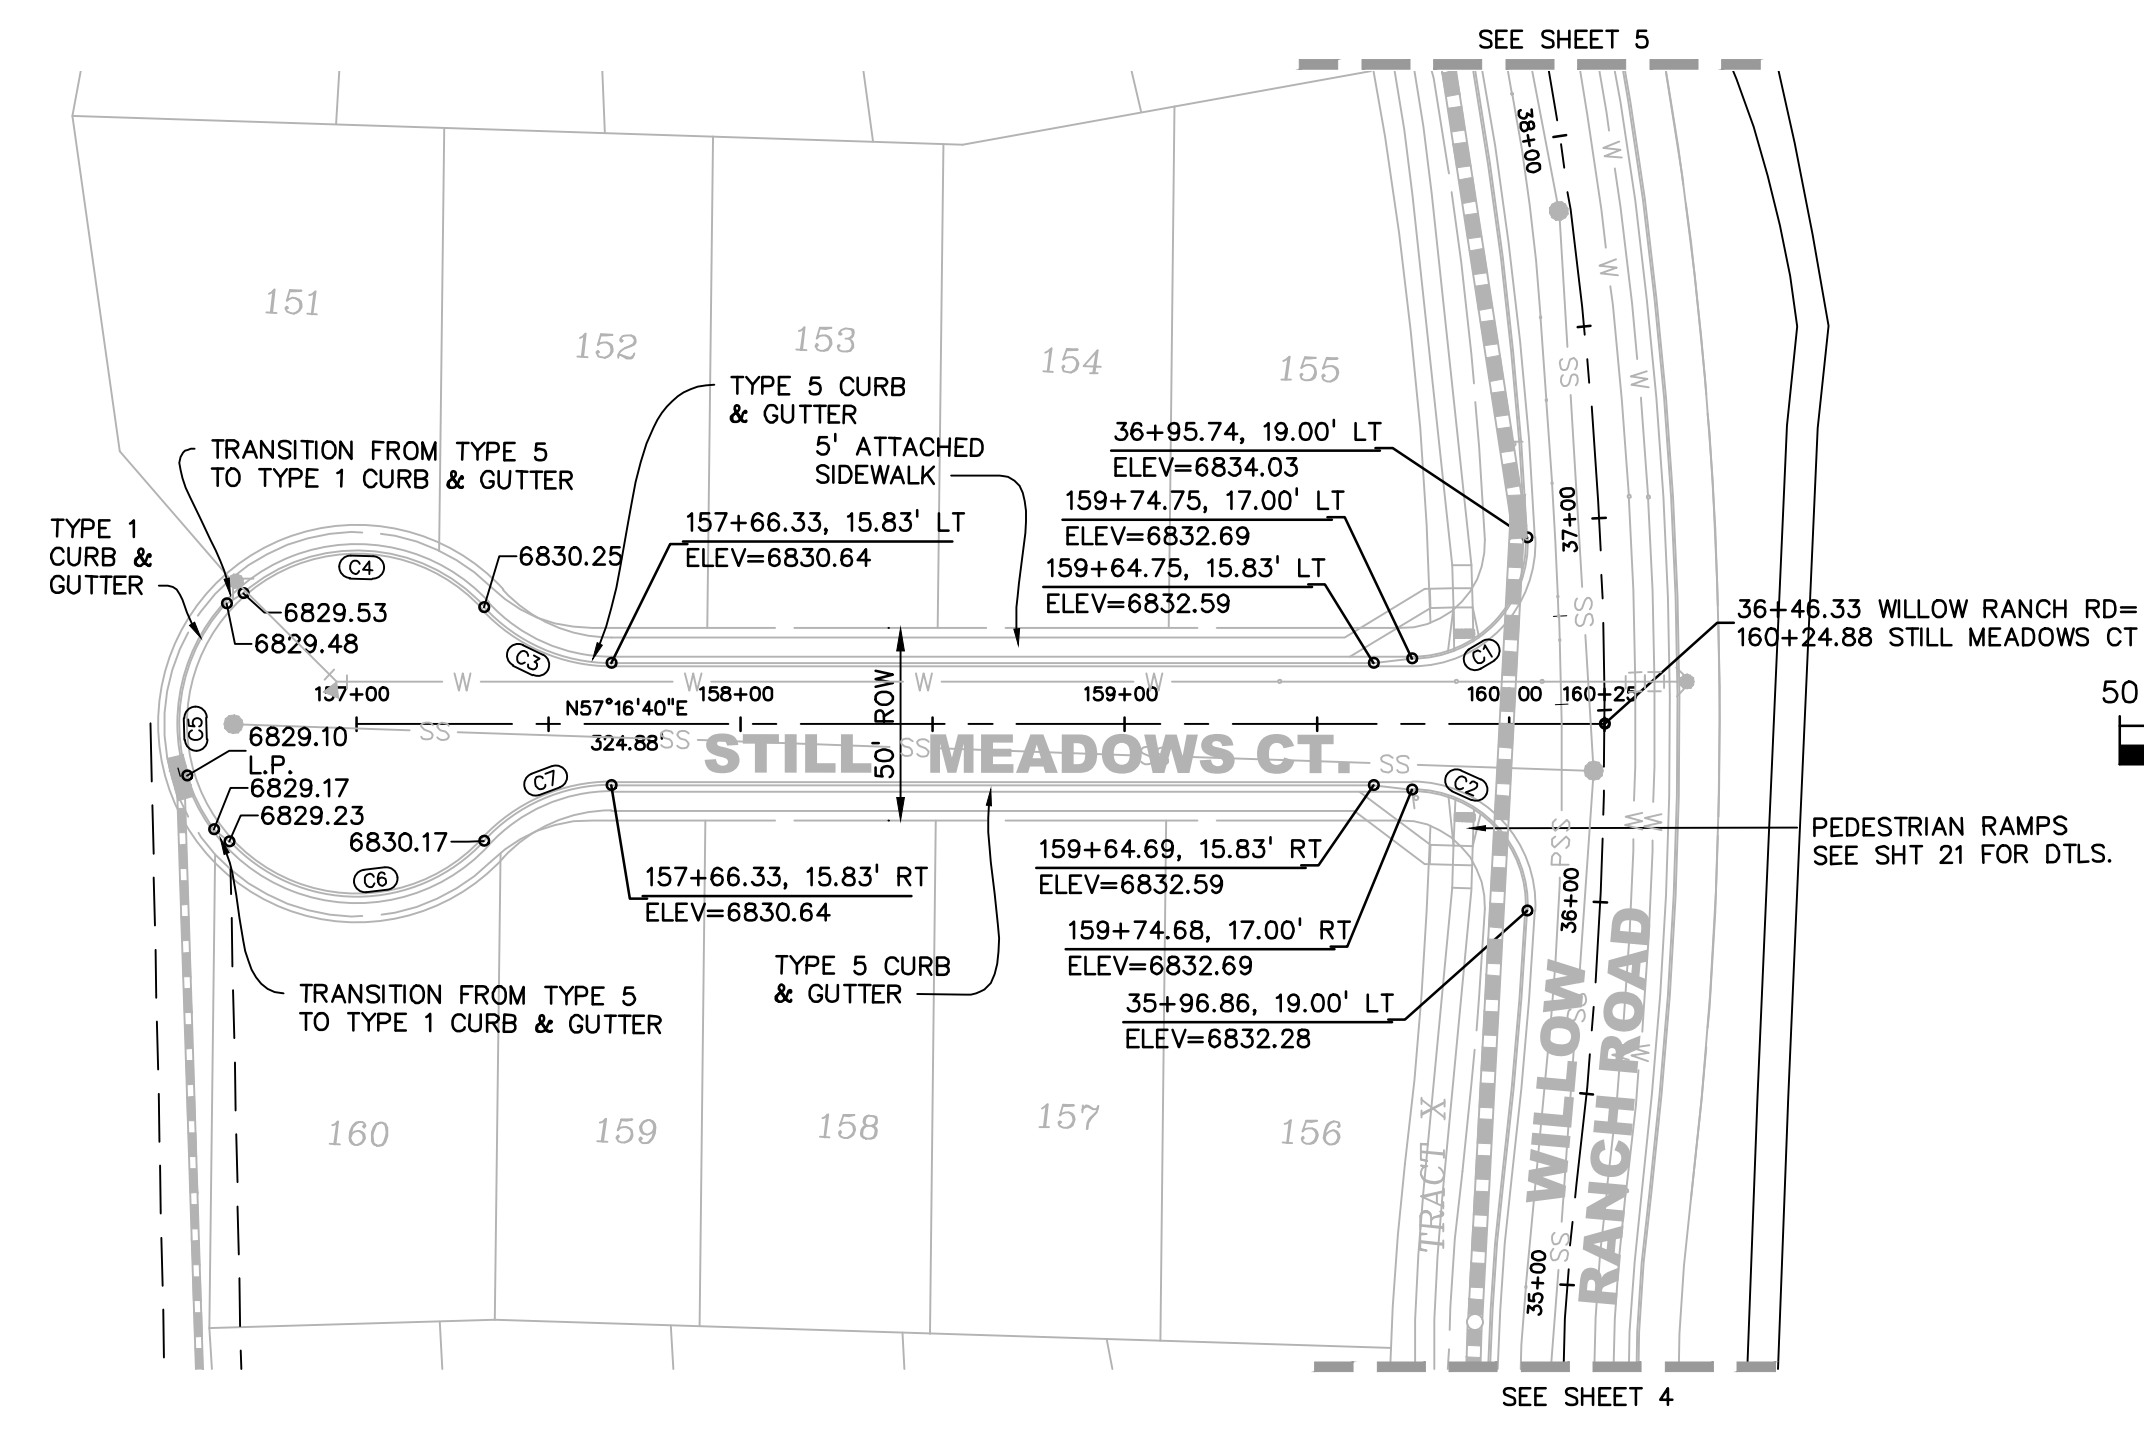 SEE SHEET 5
38+00
W
W
W
151
152
153
154
155
SS
TYPE 5 CURB
& GUTTER
5' ATTACHED
SIDEWALK
36+95.74, 19.00' LT
ELEV=6834.03
TRANSITION FROM TYPE 5
TO TYPE 1 CURB & GUTTER
159+74.75, 17.00' LT
ELEV=6832.69
157+66.33, 15.83' LT
ELEV=6830.64
159+64.75, 15.83' LT
ELEV=6832.59
37+00
TYPE 1
CURB &
GUTTER
6830.25
C4
6829.53
6829.48
SS
36+46.33 WILLOW RANCH RD=
160+24.88 STILL MEADOWS CT
C3
C1
W
W
W
W
157+00
158+00
159+00
160+00
160+25
N57°16'40"E
324.88'
50' ROW
50
C5
SS
SS
SS
SS
SS
STILL MEADOWS CT.
6829.10
L.P.
6829.17
6829.23
6830.17
C7
C2
C6
W
W
PSS
PEDESTRIAN RAMPS
SEE SHT 21 FOR DTLS.
159+64.69, 15.83' RT
ELEV=6832.59
157+66.33, 15.83' RT
ELEV=6830.64
36+00
159+74.68, 17.00' RT
ELEV=6832.69
TYPE 5 CURB
& GUTTER
TRANSITION FROM TYPE 5
TO TYPE 1 CURB & GUTTER
35+96.86, 19.00' LT
ELEV=6832.28
SS
W
WILLOW
RANCH ROAD
160
159
158
157
156
TRACT X
SS
35+00
SEE SHEET 4